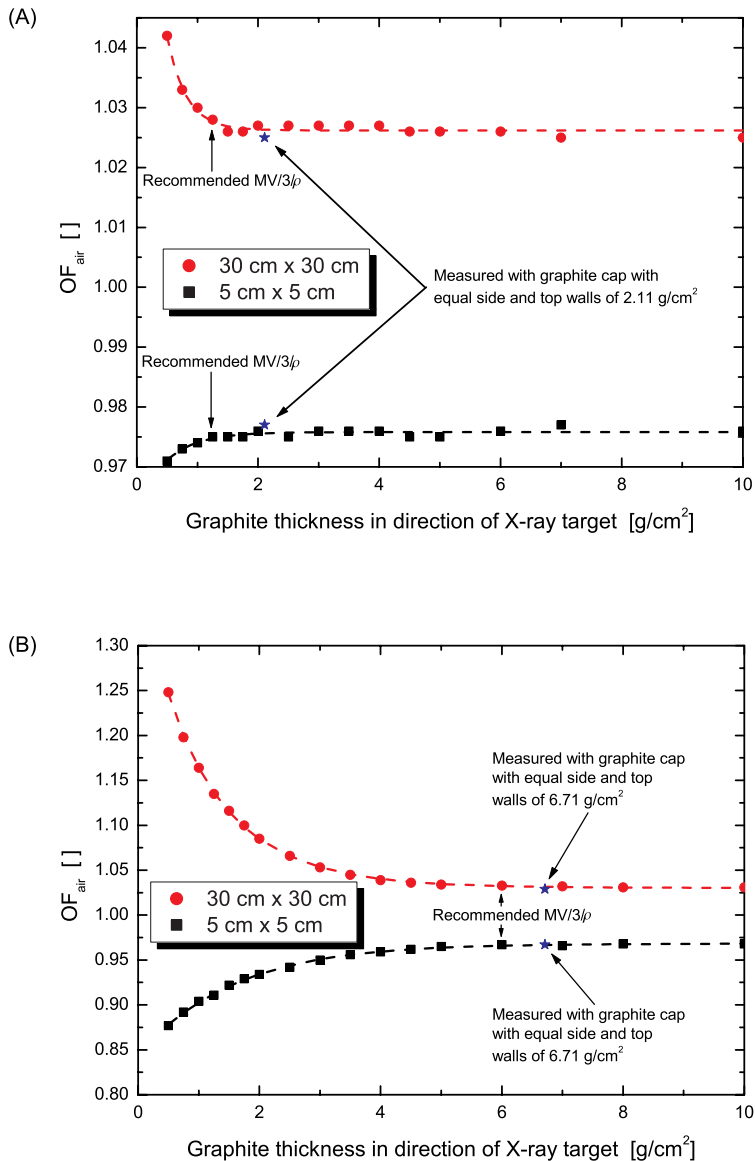 (A)
1.04
1.03
1.02
1.01
1.00
0.99
0.98
0.97
OFair [ ]
Recommended MV/3/ρ
30 cm x 30 cm
5 cm x 5 cm
Measured with graphite cap with
equal side and top walls of 2.11 g/cm²
Recommended MV/3/ρ
0 2 4 6 8 10
Graphite thickness in direction of X-ray target [g/cm²]
(B)
1.30
1.25
1.20
1.15
1.10
1.05
1.00
0.95
0.90
0.85
0.80
OFair [ ]
Measured with graphite cap
with equal side and top
walls of 6.71 g/cm²
30 cm x 30 cm
5 cm x 5 cm
Recommended MV/3/ρ
Measured with graphite cap
with equal side and top
walls of 6.71 g/cm²
0 2 4 6 8 10
Graphite thickness in direction of X-ray target [g/cm²]